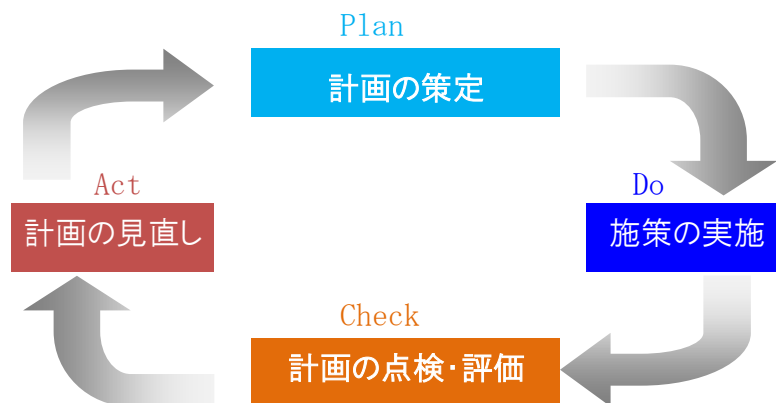 Plan
計画の策定
Do
施策の実施
Check
計画の点検・評価
Act
計画の見直し